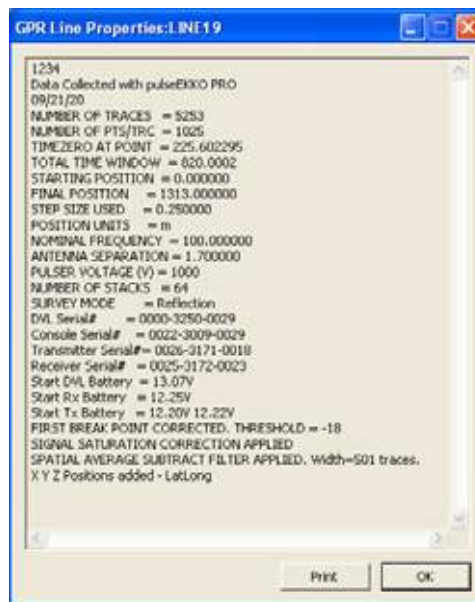 GPR Line Properties:LINE19
1234
Data Collected with pulseEKKO PRO
09/21/20
NUMBER OF TRACES = 5253
NUMBER OF PTS/TRC = 1025
TIMEZERO AT POINT = 225.602295
TOTAL TIME WINDOW = 820.0002
STARTING POSITION = 0.000000
FINAL POSITION = 1313.000000
STEP SIZE USED = 0.250000
POSITION UNITS = m
NOMINAL FREQUENCY = 100.000000
ANTENNA SEPARATION = 1.700000
PULSER VOLTAGE (V) = 1000
NUMBER OF STACKS = 64
SURVEY MODE = Reflection
DVL Serial# = 0000-3250-0029
Console Serial# = 0022-3009-0029
Transmitter Serial#= 0026-3171-0018
Receiver Serial# = 0025-3172-0023
Start DVL Battery = 13.07V
Start Rx Battery = 12.25V
Start Tx Battery = 12.20V 12.22V
FIRST BREAK POINT CORRECTED. THRESHOLD = -18
SIGNAL SATURATION CORRECTION APPLIED
SPATIAL AVERAGE SUBTRACT FILTER APPLIED. Width=501 traces.
X Y Z Positions added - LatLong
Print OK